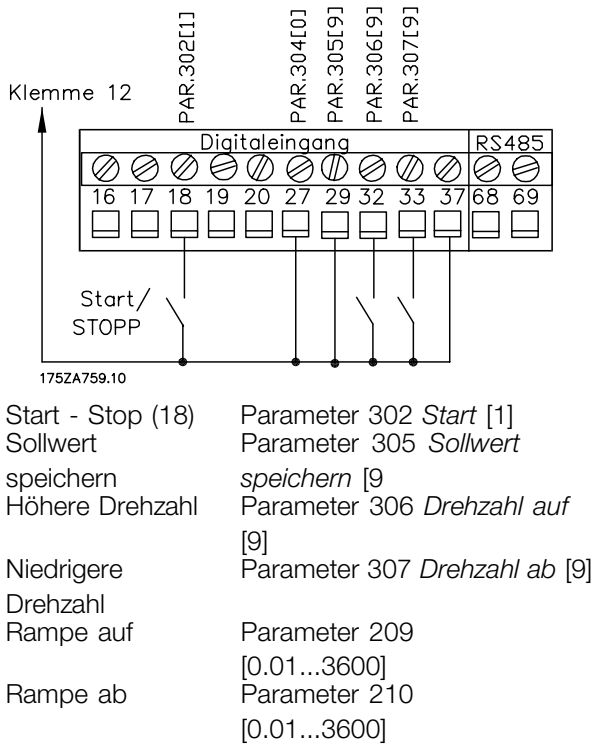 PAR.302[1]
PAR.304[0]
PAR.305[9]
PAR.306[9]
PAR.307[9]
Klemme 12
Digitaleingang RS485
16 17 18 19 20 27 29 32 33 37 68 69
Start/
STOPP
175ZA759.10
Start - Stop (18) Parameter 302 Start [1]
Sollwert Parameter 305 Sollwert
speichern speichern [9
Höhere Drehzahl Parameter 306 Drehzahl auf
[9]
Niedrigere Parameter 307 Drehzahl ab [9]
Drehzahl
Rampe auf Parameter 209
[0.01...3600]
Rampe ab Parameter 210
[0.01...3600]